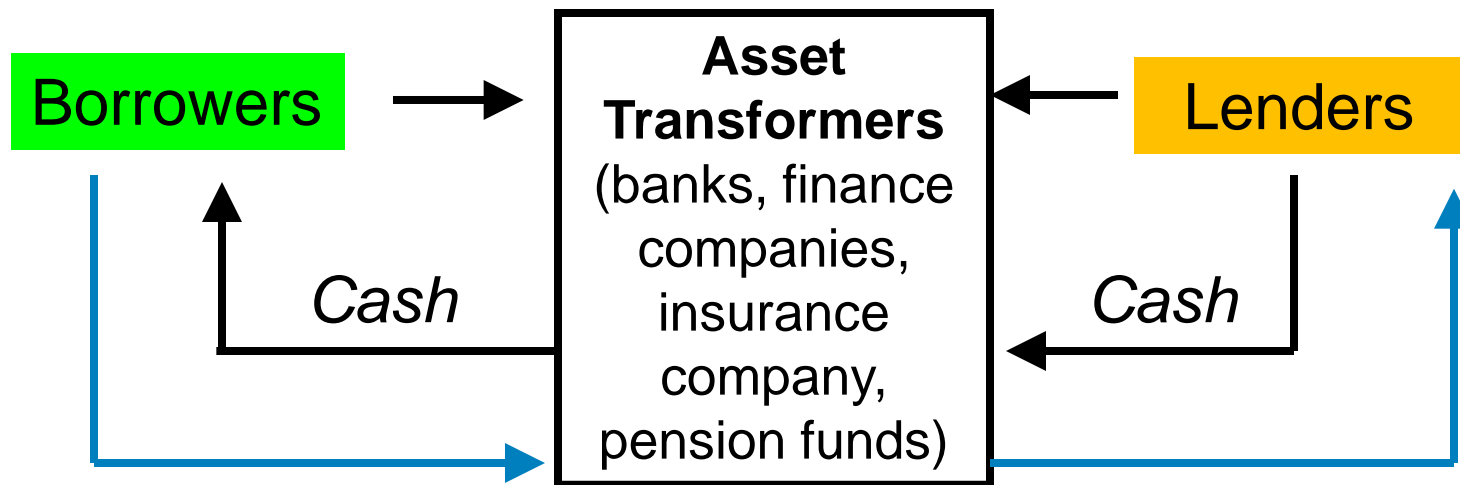 Borrowers
Asset
Transformers
(banks, finance
companies,
insurance
company,
pension funds)
Lenders
Cash
Cash